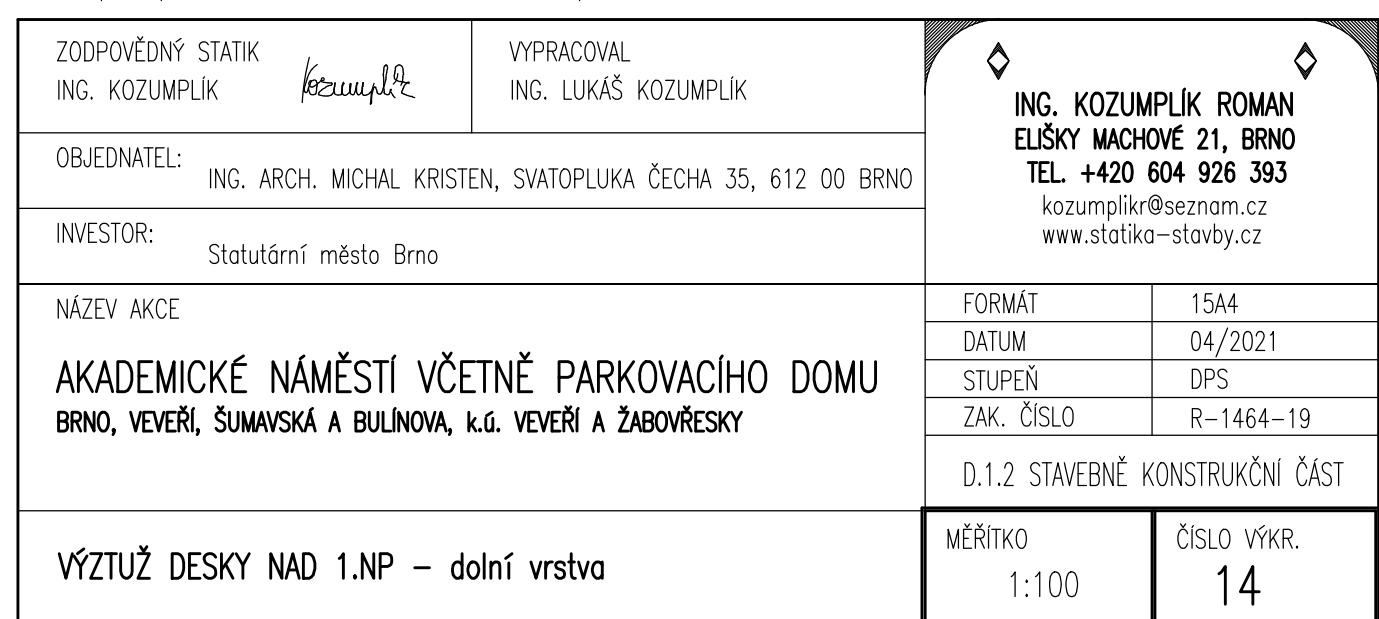 ZODPOVĚDNÝ STATIK
ING. KOZUMPLÍK
Kozumplík
VYPRACOVAL
ING. LUKÁŠ KOZUMPLÍK
ING. KOZUMPLÍK ROMAN
ELIŠKY MACHOVÉ 21, BRNO
TEL. +420 604 926 393
kozumplikr@seznam.cz
www.statika-stavby.cz
OBJEDNATEL:
ING. ARCH. MICHAL KRISTEN, SVATOPLUKA ČECHA 35, 612 00 BRNO
INVESTOR:
Statutární město Brno
NÁZEV AKCE
AKADEMICKÉ NÁMĚSTÍ VČETNĚ PARKOVACÍHO DOMU
BRNO, VEVEŘÍ, ŠUMAVSKÁ A BULÍNOVA, k.ú. VEVEŘÍ A ŽABOVŘESKY
FORMÁT 15A4
DATUM 04/2021
STUPEŇ DPS
ZAK. ČÍSLO R-1464-19
D.1.2 STAVEBNĚ KONSTRUKČNÍ ČÁST
VÝZTUŽ DESKY NAD 1.NP – dolní vrstva
MĚŘÍTKO
1:100
ČÍSLO VÝKR.
14